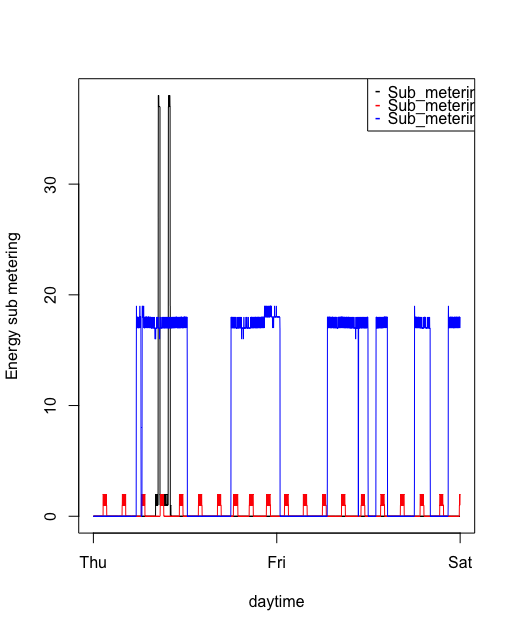 Sub_meterin
Sub_meterin
Sub_meterin
30
20
10
0
Energy sub metering
Thu Fri Sat
daytime